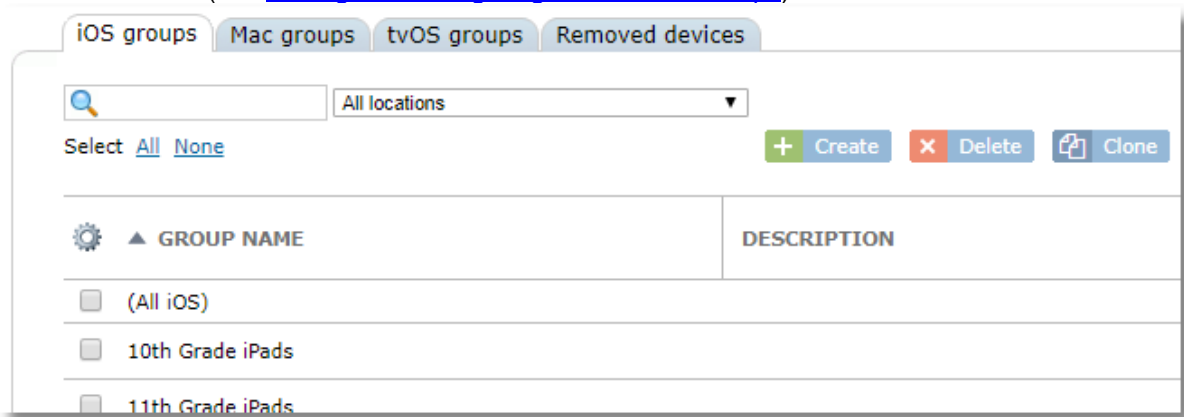 iOS groups Mac groups tvOS groups Removed devices
All locations
Select All None
Create Delete Clone
GROUP NAME DESCRIPTION
(All iOS)
10th Grade iPads
11th Grade iPads